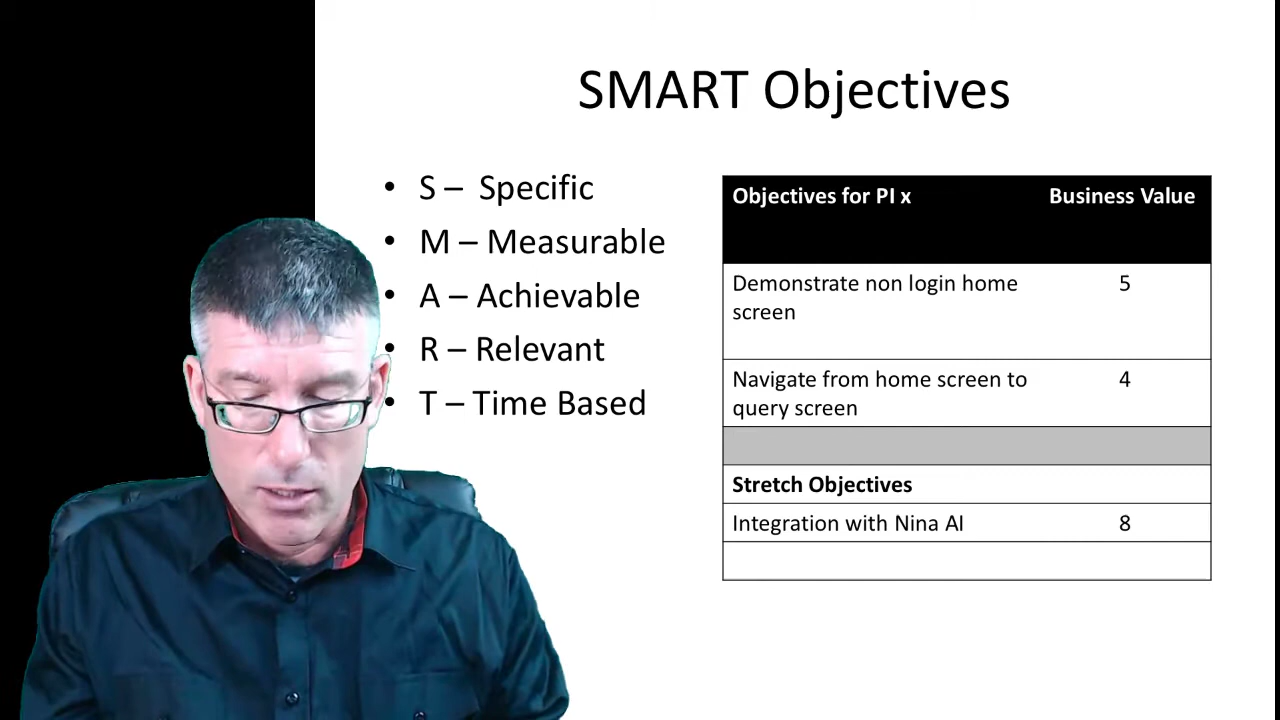 SMART Objectives
• S – Specific
• M – Measurable
• A – Achievable
• R – Relevant
• T – Time Based
Objectives for PI x Business Value
Demonstrate non login home 5
screen
Navigate from home screen to 4
query screen
Stretch Objectives
Integration with Nina AI 8